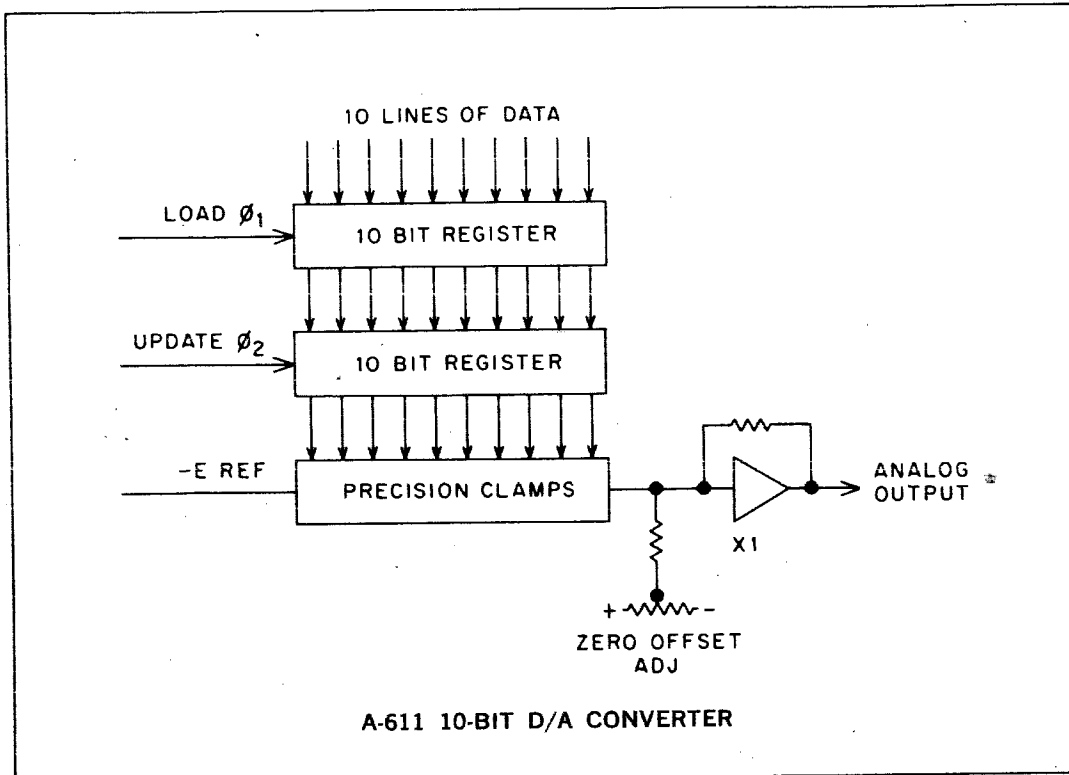 10 LINES OF DATA
LOAD Ø1
10 BIT REGISTER
UPDATE Ø2
10 BIT REGISTER
-E REF
PRECISION CLAMPS
ANALOG
OUTPUT
X1
+ -
ZERO OFFSET
ADJ
A-611 10-BIT D/A CONVERTER